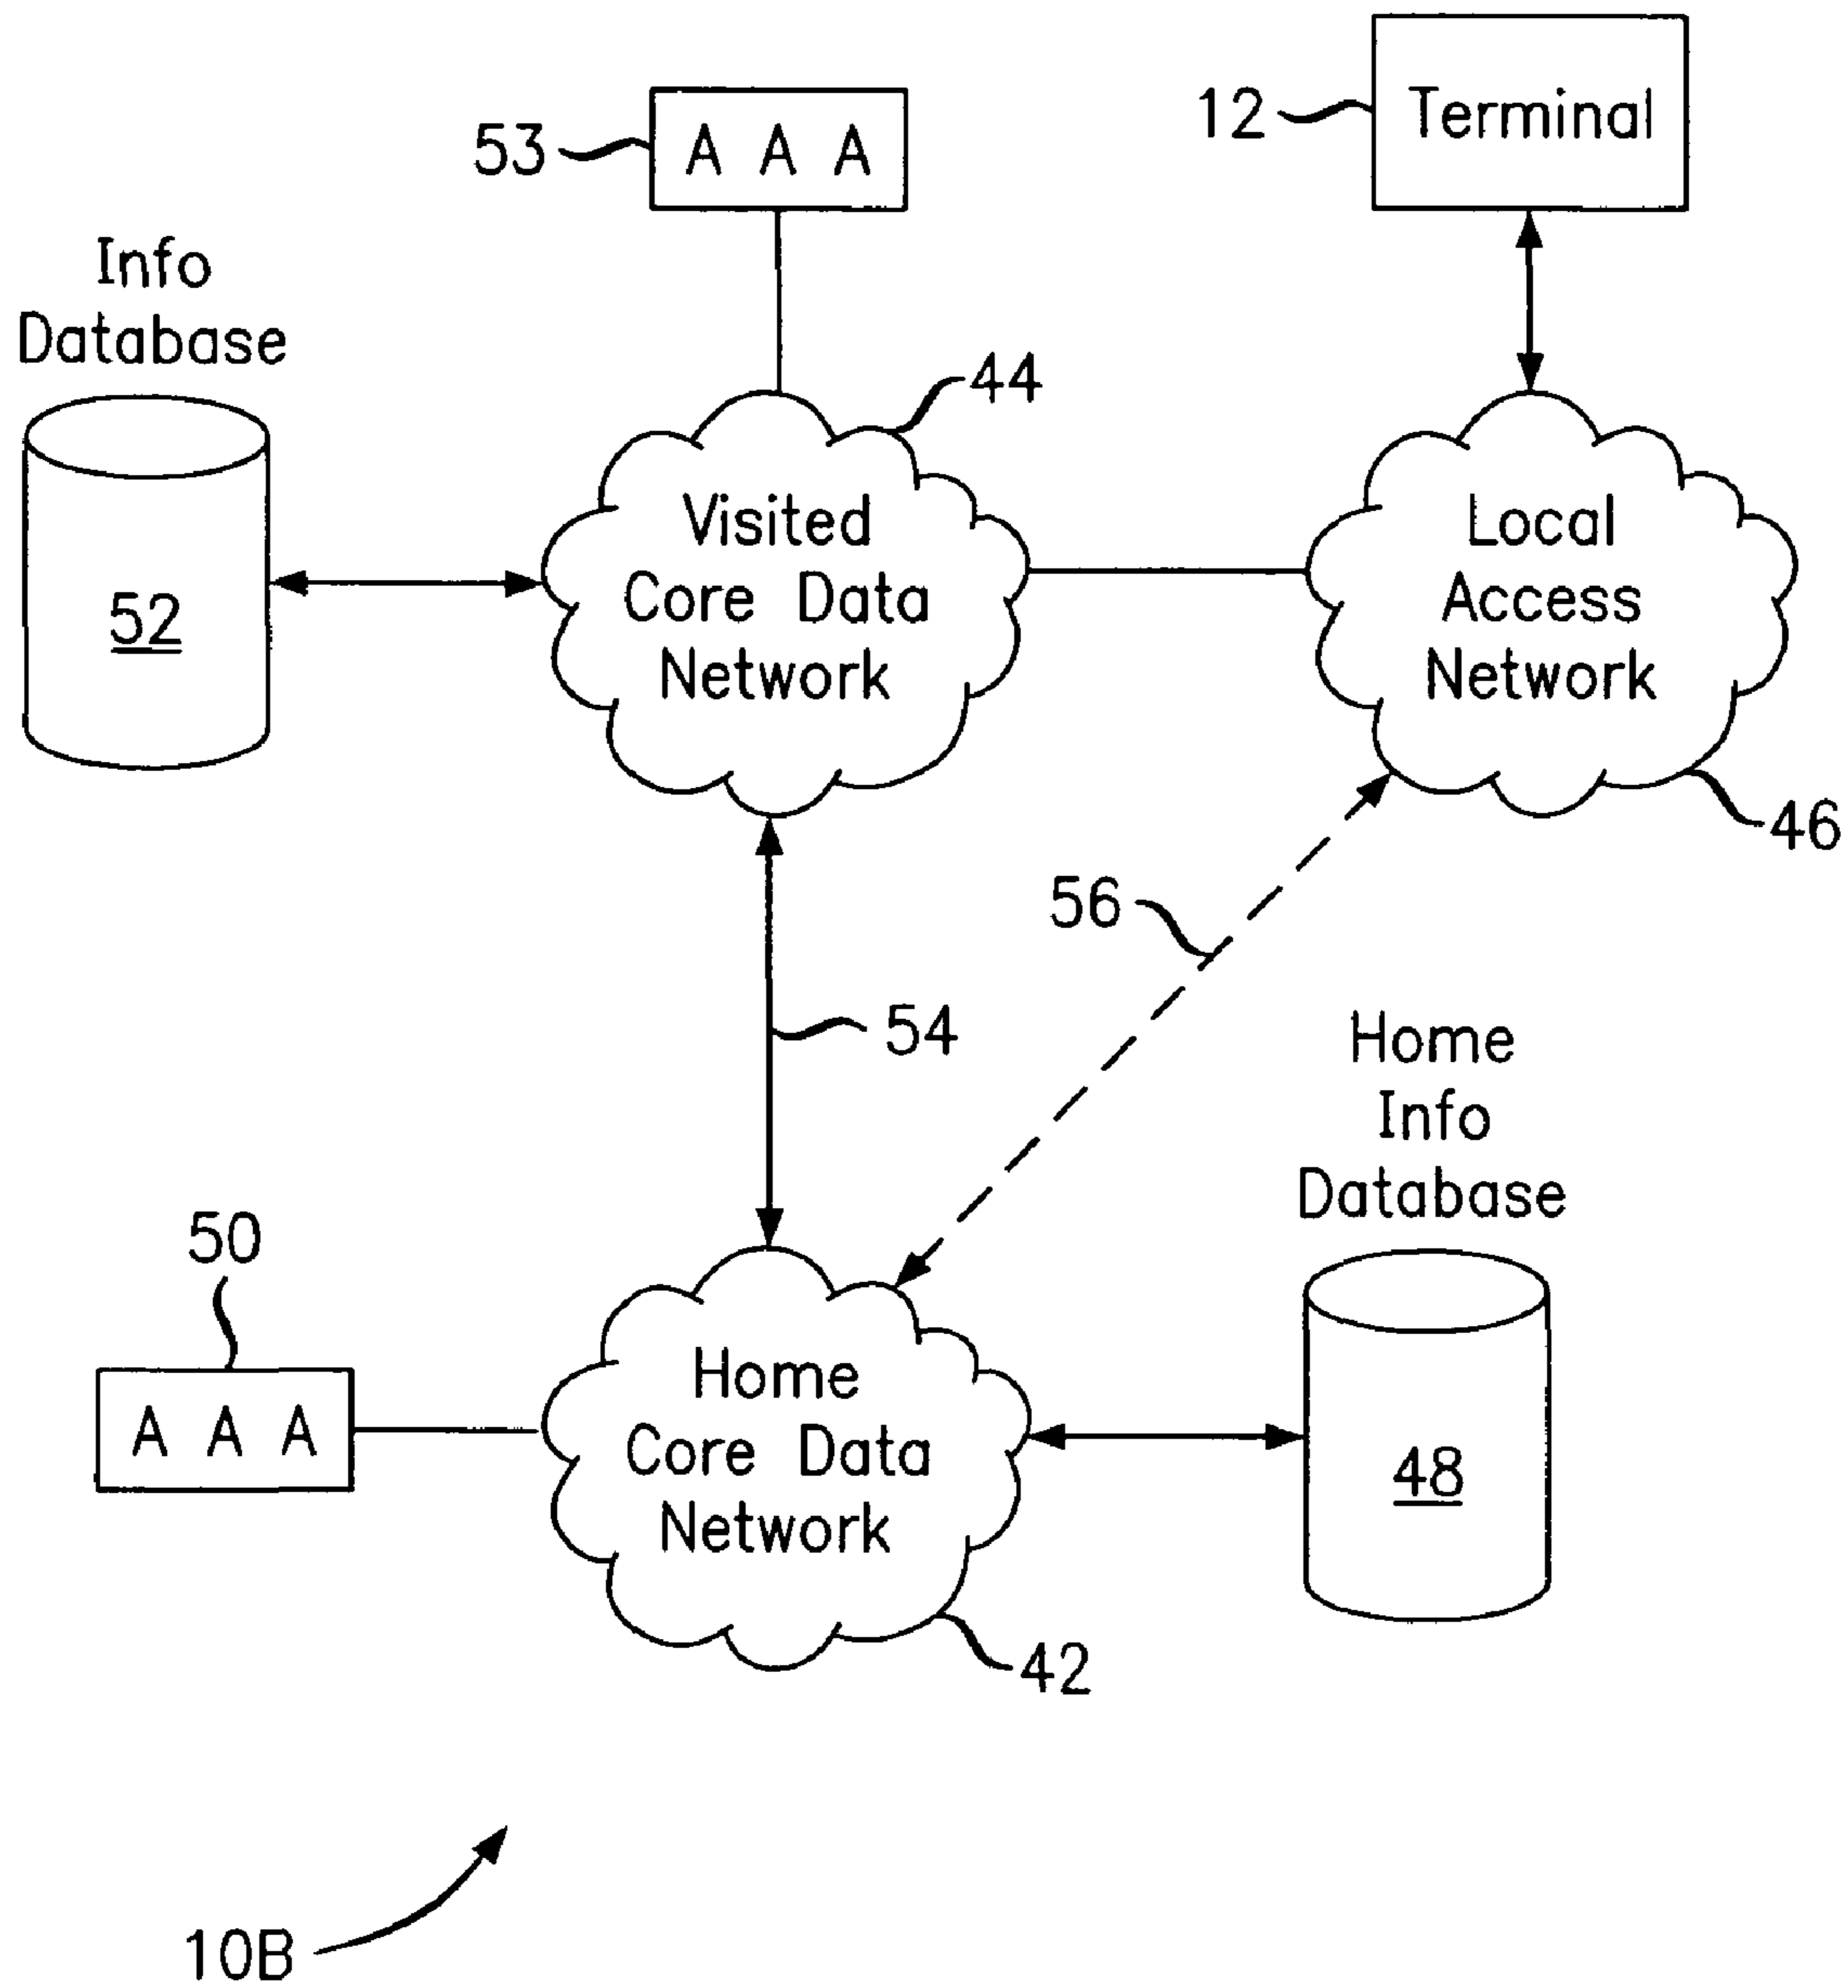 12
Terminal
53
A A A
Info
Database
44
52
Visited
Core Data
Network
Local
Access
Network
46
56
54
Home
Info
Database
50
A A A
Home
Core Data
Network
48
42
10B